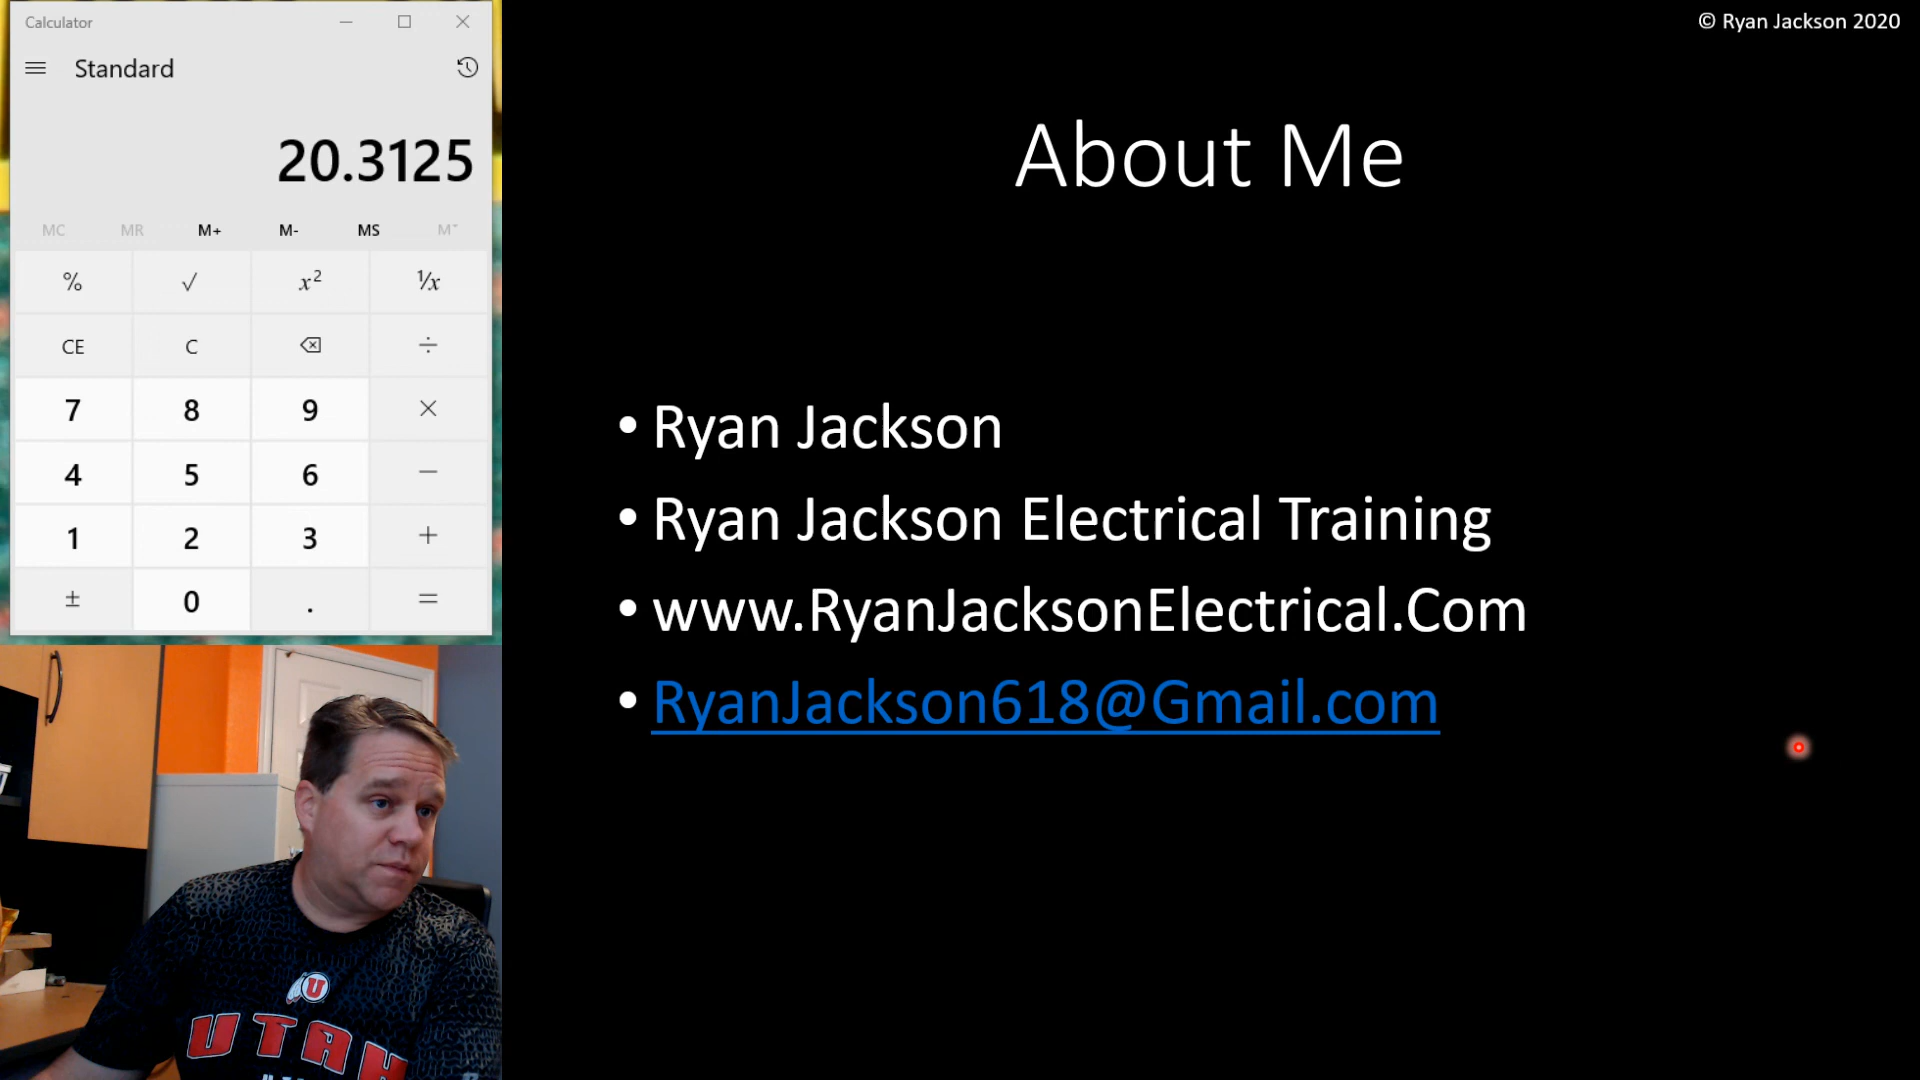 Calculator
Standard
20.3125
MC MR M+ M- MS M˅
% √ x² ¹/x
CE C ÷
7 8 9 ×
4 5 6 −
1 2 3 +
± 0 . =
U
UTAH
© Ryan Jackson 2020
About Me
• Ryan Jackson
• Ryan Jackson Electrical Training
• www.RyanJacksonElectrical.Com
• RyanJackson618@Gmail.com